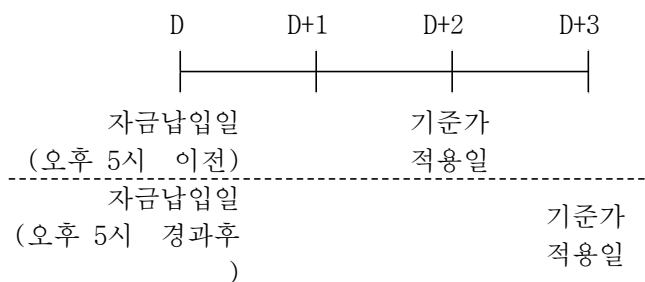 D D+1 D+2 D+3
자금납입일 기준가
(오후 5시 이전) 적용일
자금납입일
기준가
(오후 5시 경과후
적용일
)